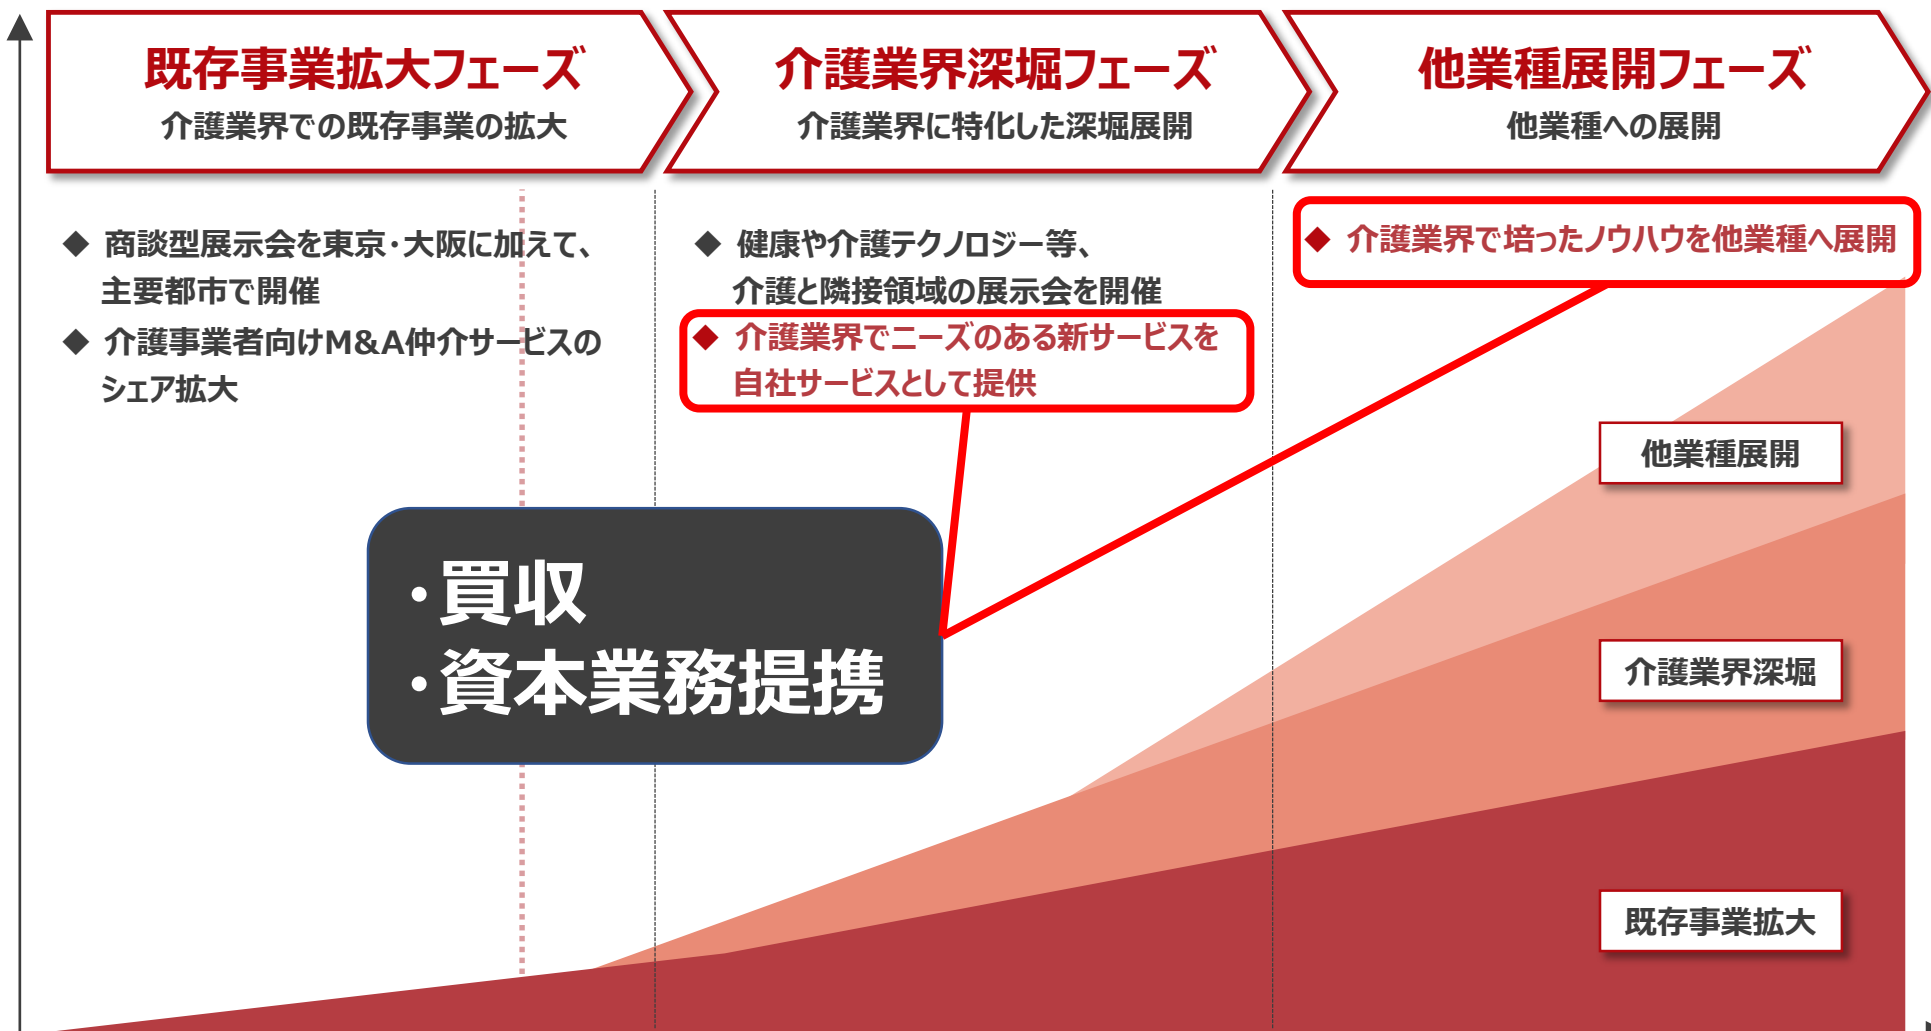 既存事業拡大フェーズ
介護業界での既存事業の拡大
介護業界深堀フェーズ
介護業界に特化した深堀展開
他業種展開フェーズ
他業種への展開
◆ 商談型展示会を東京・大阪に加えて、
主要都市で開催
◆ 介護事業者向けM&A仲介サービスの
シェア拡大
◆ 健康や介護テクノロジー等、
介護と隣接領域の展示会を開催
◆ 介護業界でニーズのある新サービスを
自社サービスとして提供
◆ 介護業界で培ったノウハウを他業種へ展開
・買収
・資本業務提携
他業種展開
介護業界深堀
既存事業拡大